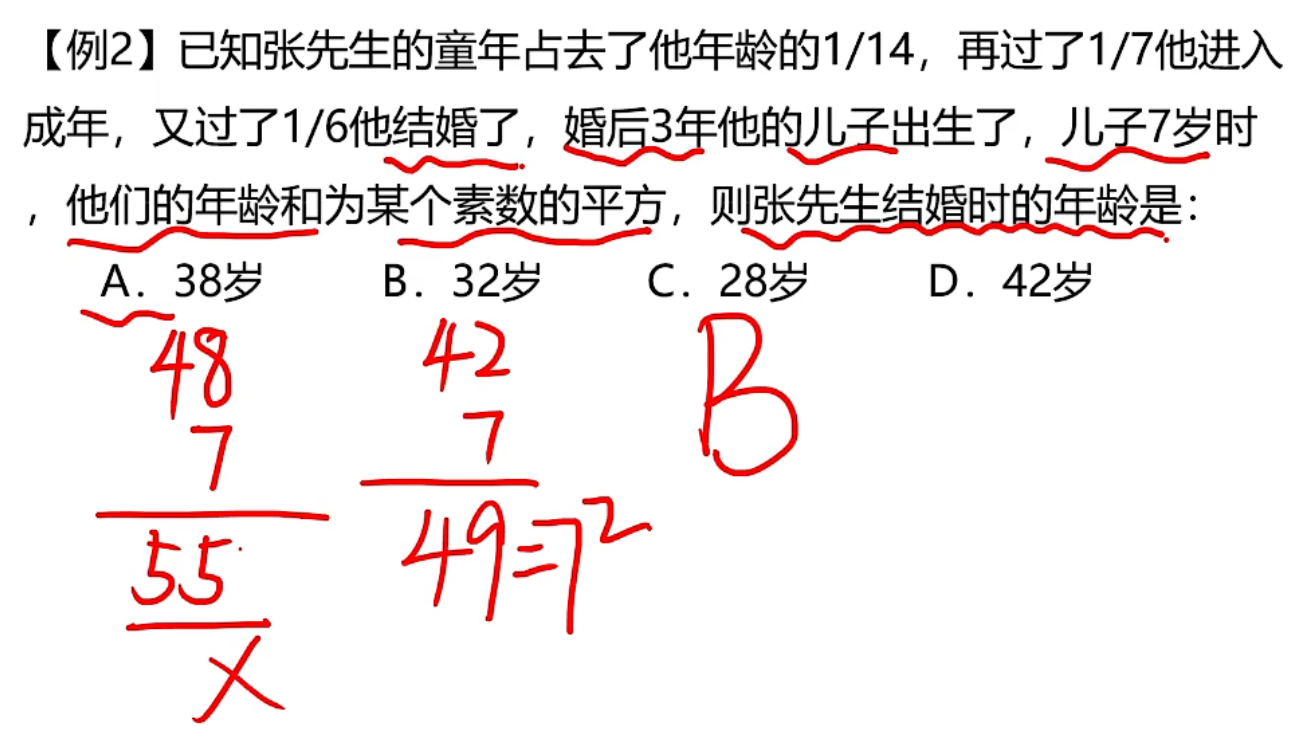 【例2】已知张先生的童年占去了他年龄的1/14，再过了1/7他进入
成年，又过了1/6他结婚了，婚后3年他的儿子出生了，儿子7岁时
，他们的年龄和为某个素数的平方，则张先生结婚时的年龄是：
A．38岁 B．32岁 C．28岁 D．42岁
48 42 B
7 7
55 49=7²
X